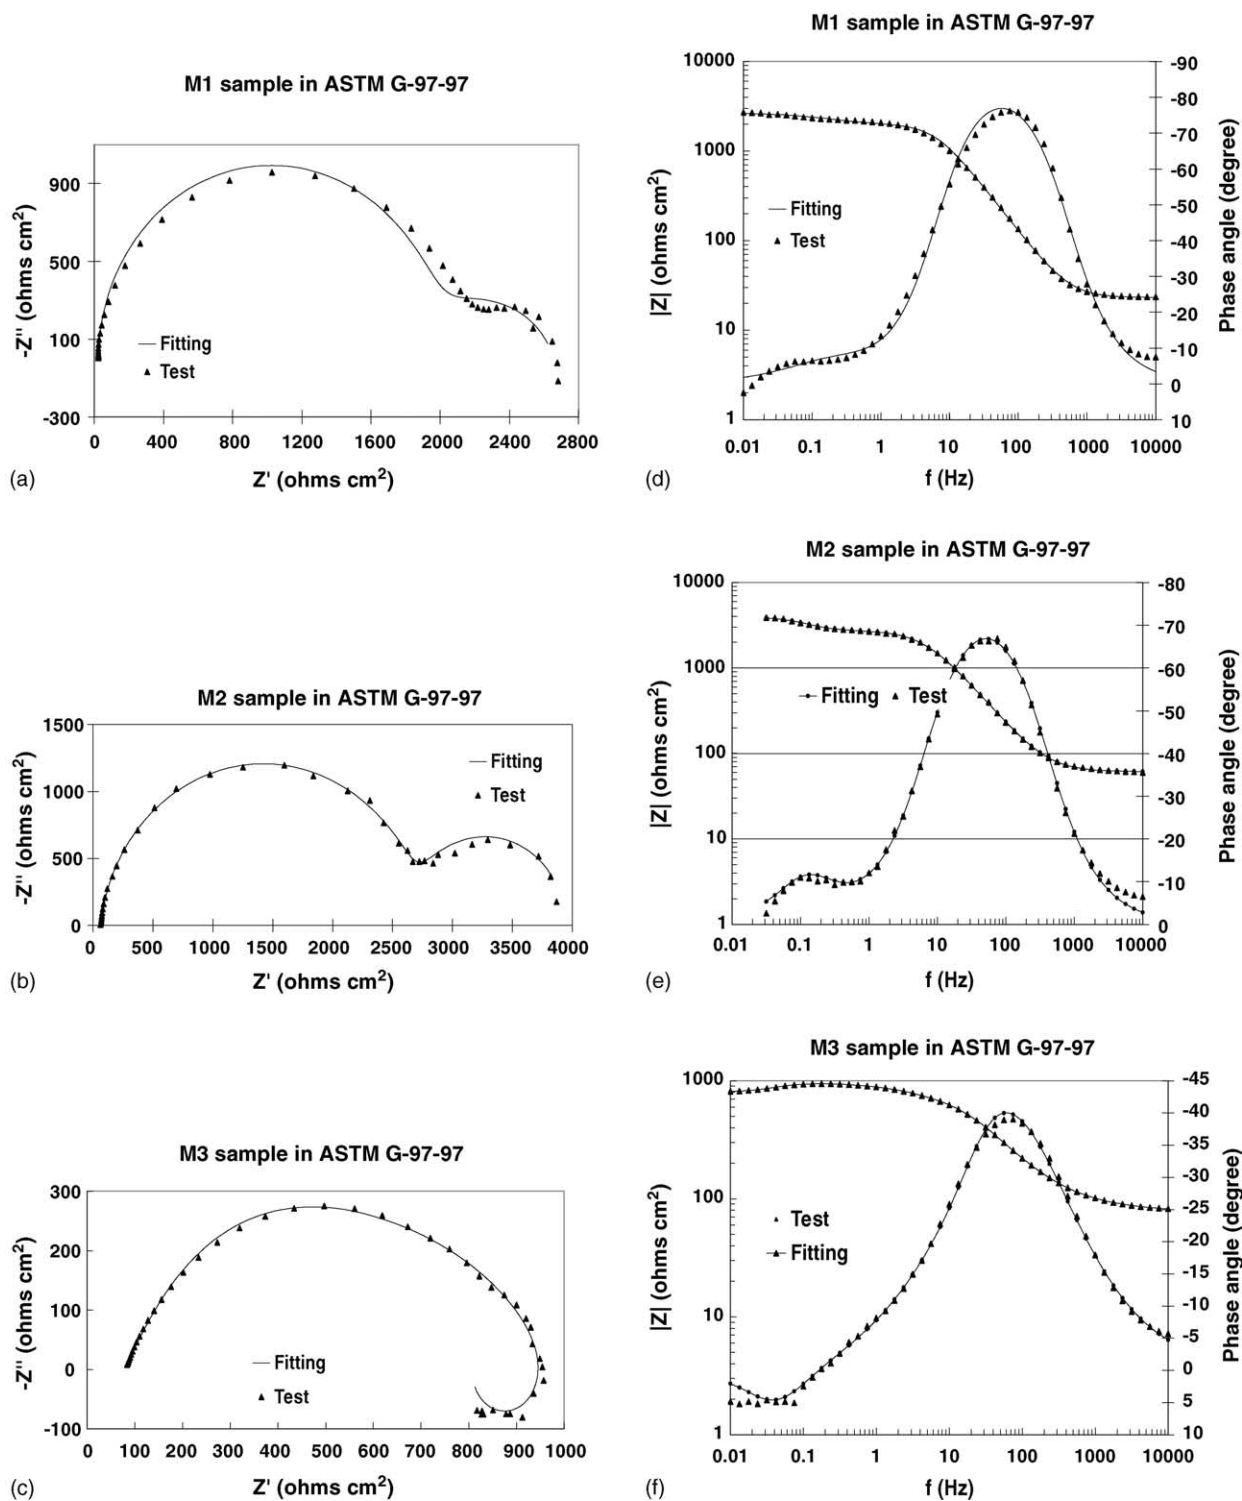 M1 sample in ASTM G-97-97
900
500
100
-300
-Z'' (ohms cm²)
Fitting
Test
0 400 800 1200 1600 2000 2400 2800
Z' (ohms cm²)
(a)
M1 sample in ASTM G-97-97
10000
1000
100
10
1
|Z| (ohms cm²)
Fitting
Test
-90
-80
-70
-60
-50
-40
-30
-20
-10
0
10
Phase angle (degree)
0.01 0.1 1 10 100 1000 10000
f (Hz)
(d)
M2 sample in ASTM G-97-97
1500
1000
500
0
-Z'' (ohms cm²)
Fitting
Test
0 500 1000 1500 2000 2500 3000 3500 4000
Z' (ohms cm²)
(b)
M2 sample in ASTM G-97-97
10000
1000
100
10
1
|Z| (ohms cm²)
Fitting Test
-80
-70
-60
-50
-40
-30
-20
-10
0
Phase angle (degree)
0.01 0.1 1 10 100 1000 10000
f (Hz)
(e)
M3 sample in ASTM G-97-97
300
200
100
0
-100
-Z'' (ohms cm²)
Fitting
Test
0 100 200 300 400 500 600 700 800 900 1000
Z' (ohms cm²)
(c)
M3 sample in ASTM G-97-97
1000
100
10
1
|Z| (ohms cm²)
Test
Fitting
-45
-40
-35
-30
-25
-20
-15
-10
-5
0
5
10
Phase angle (degree)
0.01 0.1 1 10 100 1000 10000
f (Hz)
(f)